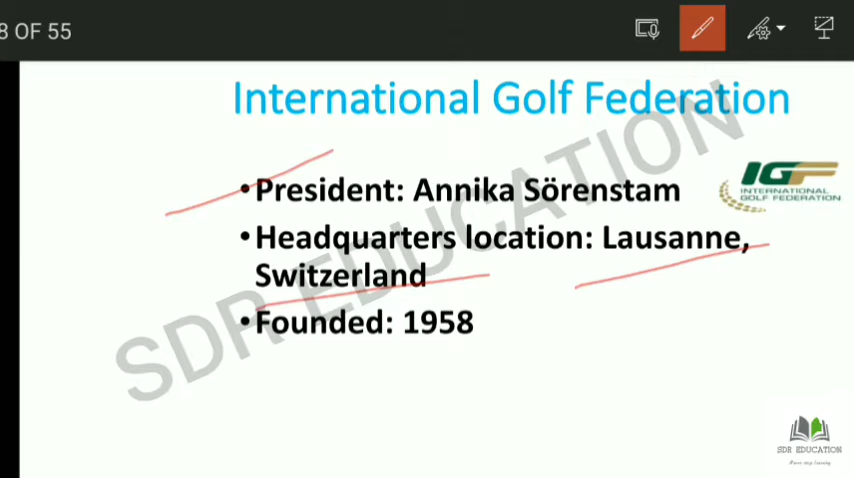 8 OF 55
International Golf Federation
•President: Annika Sörenstam
IGF
INTERNATIONAL
GOLF FEDERATION
•Headquarters location: Lausanne,
Switzerland
•Founded: 1958
SDR EDUCATION
SDR EDUCATION